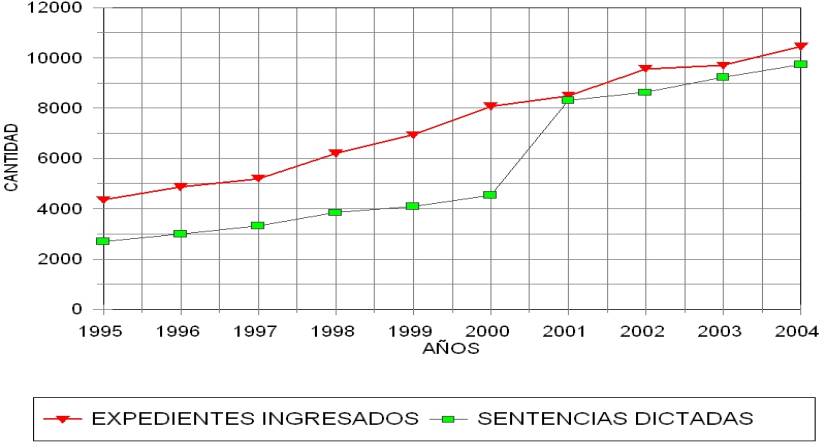 12000
10000
8000
6000
4000
2000
0
CANTIDAD
1995 1996 1997 1998 1999 2000 2001 2002 2003 2004
AÑOS
EXPEDIENTES INGRESADOS SENTENCIAS DICTADAS